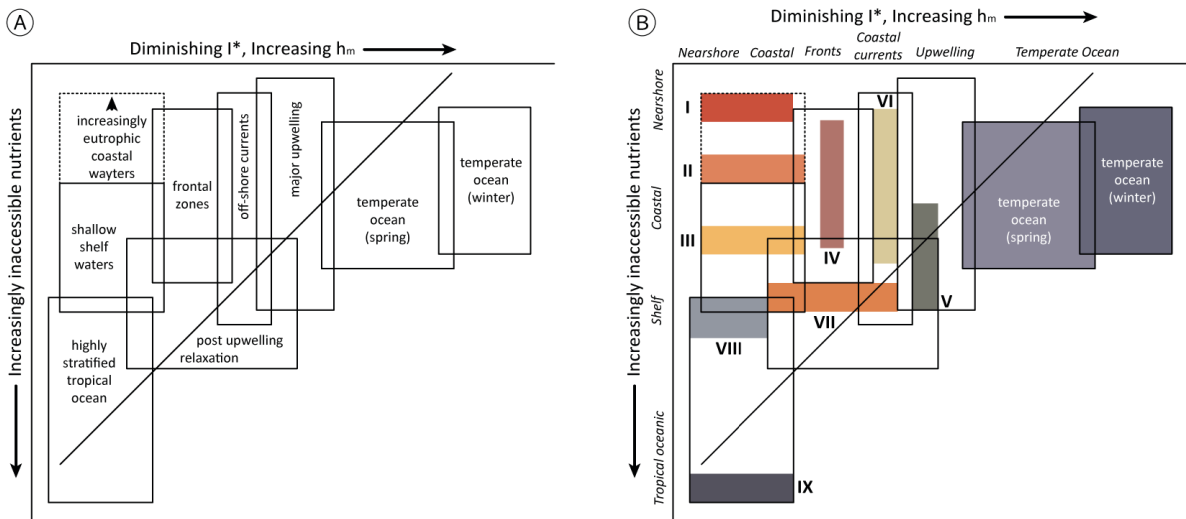 A
Diminishing I*, Increasing hm
Increasingly inaccessible nutrients
increasingly
eutrophic
coastal
wayters
frontal
zones
off-shore currents
major upwelling
temperate
ocean
(spring)
temperate
ocean
(winter)
shallow
shelf
waters
post upwelling
relaxation
highly
stratified
tropical
ocean
B
Diminishing I*, Increasing hm
Nearshore
Coastal
Fronts
Coastal
currents
Upwelling
Temperate Ocean
Increasingly inaccessible nutrients
Nearshore
Coastal
Shelf
Tropical oceanic
I
II
III
IV
V
VI
VII
VIII
IX
temperate
ocean
(spring)
temperate
ocean
(winter)